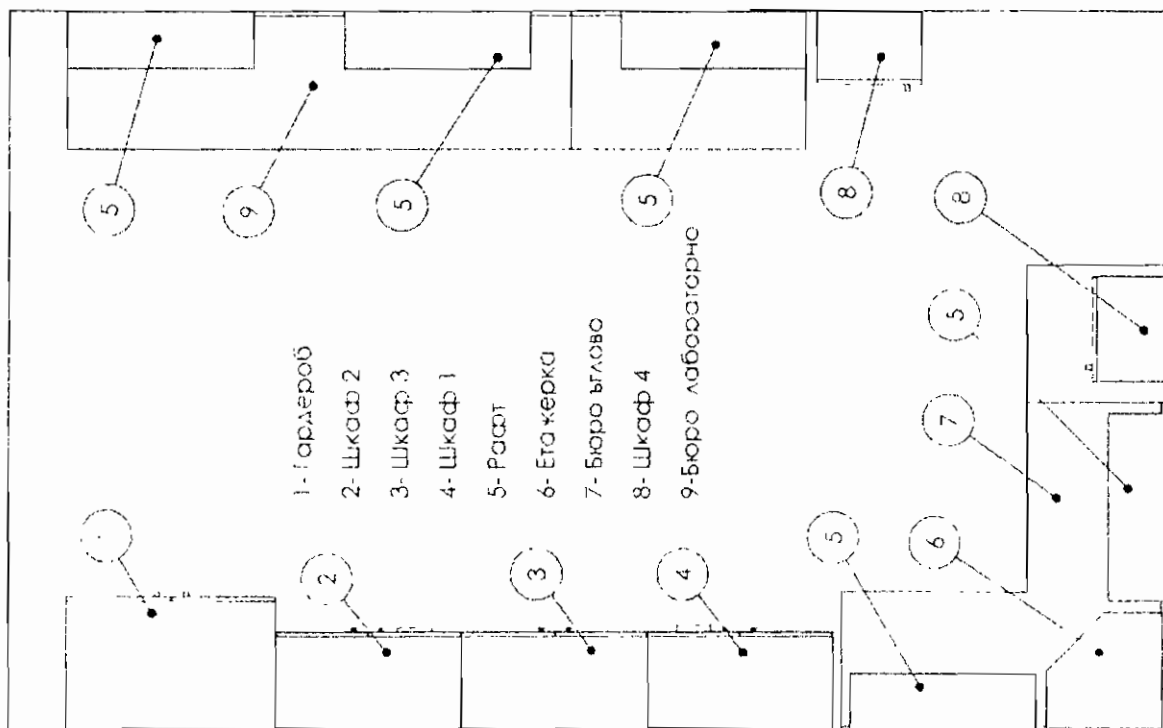 5
9
5
5
8
8
5
7
1- Гардероб
2- Шкаф 2
3- Шкаф 3
4- Шкаф 1
5- Рафт
6- Етажерка
7- Бюро ъглово
8- Шкаф 4
9-Бюро лабораторно
2
3
4
5
6